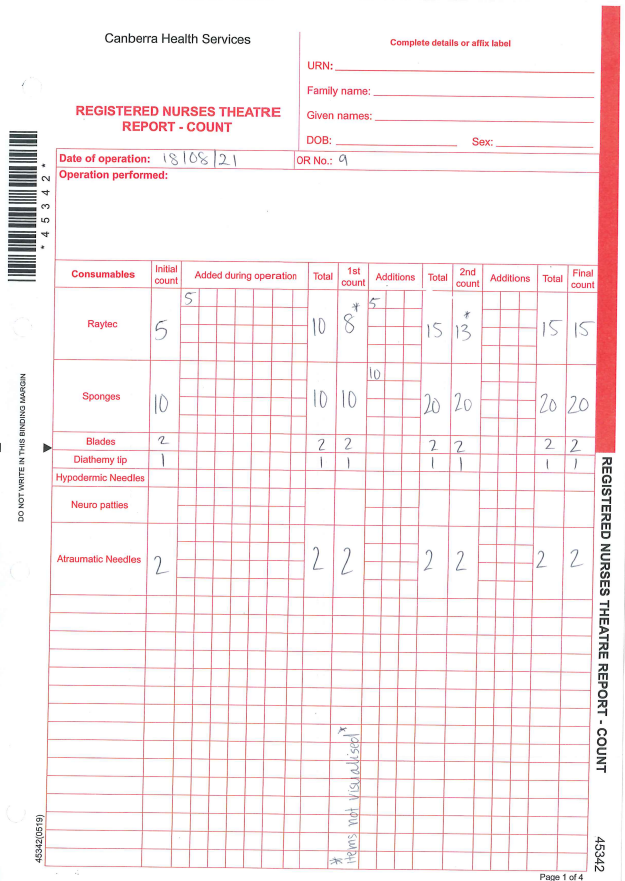 Canberra Health Services
Complete details or affix label
URN:
Family name:
REGISTERED NURSES THEATRE
REPORT - COUNT
Given names:
DOB: Sex:
Date of operation: 18/08/21 OR No.: 9
Operation performed:
* 45342 *
Consumables Initial count Added during operation Total 1st count Additions Total 2nd count Additions Total Final count
Raytec 5 5 10 8* 5 15 13* 15 15
Sponges 10 10 10 10 20 20 20 20
Blades 2 2 2 2 2 2 2
Diathemy tip 1 1 1 1 1 1 1
Hypodermic Needles
Neuro patties
Atraumatic Needles 2 2 2 2 2 2 2
* items not visualised *
DO NOT WRITE IN THIS BINDING MARGIN
45342(0519)
REGISTERED NURSES THEATRE REPORT - COUNT
45342
Page 1 of 4